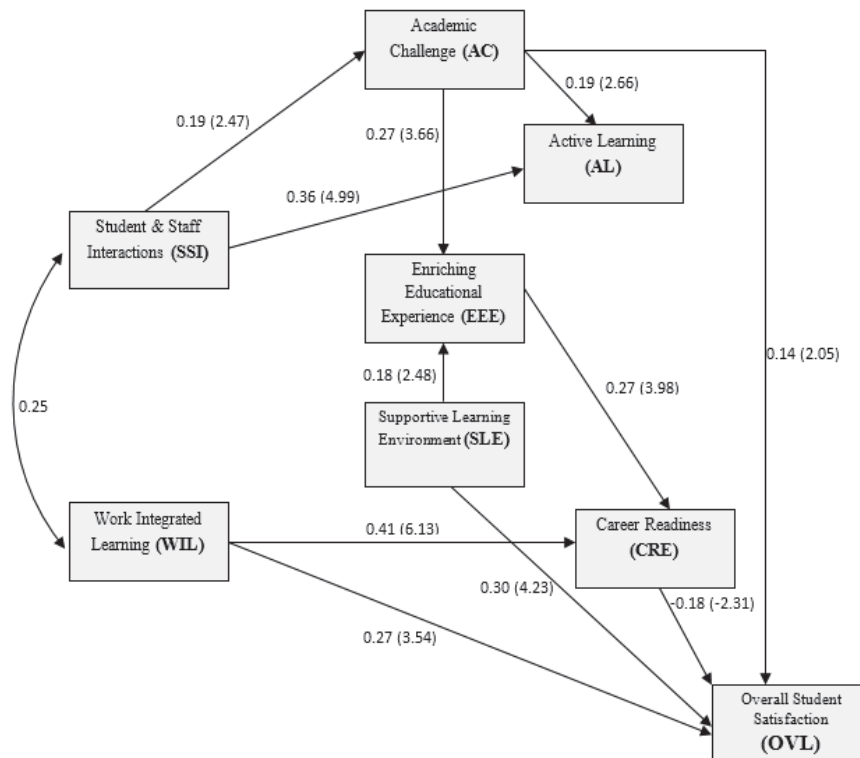 Academic
Challenge (AC)
0.19 (2.66)
0.19 (2.47)
0.27 (3.66)
Active Learning
(AL)
0.36 (4.99)
Student & Staff
Interactions (SSI)
Enriching
Educational
Experience (EEE)
0.14 (2.05)
0.18 (2.48)
0.27 (3.98)
0.25
Supportive Learning
Environment (SLE)
Work Integrated
Learning (WIL)
0.41 (6.13)
Career Readiness
(CRE)
0.30 (4.23)
-0.18 (-2.31)
0.27 (3.54)
Overall Student
Satisfaction
(OVL)